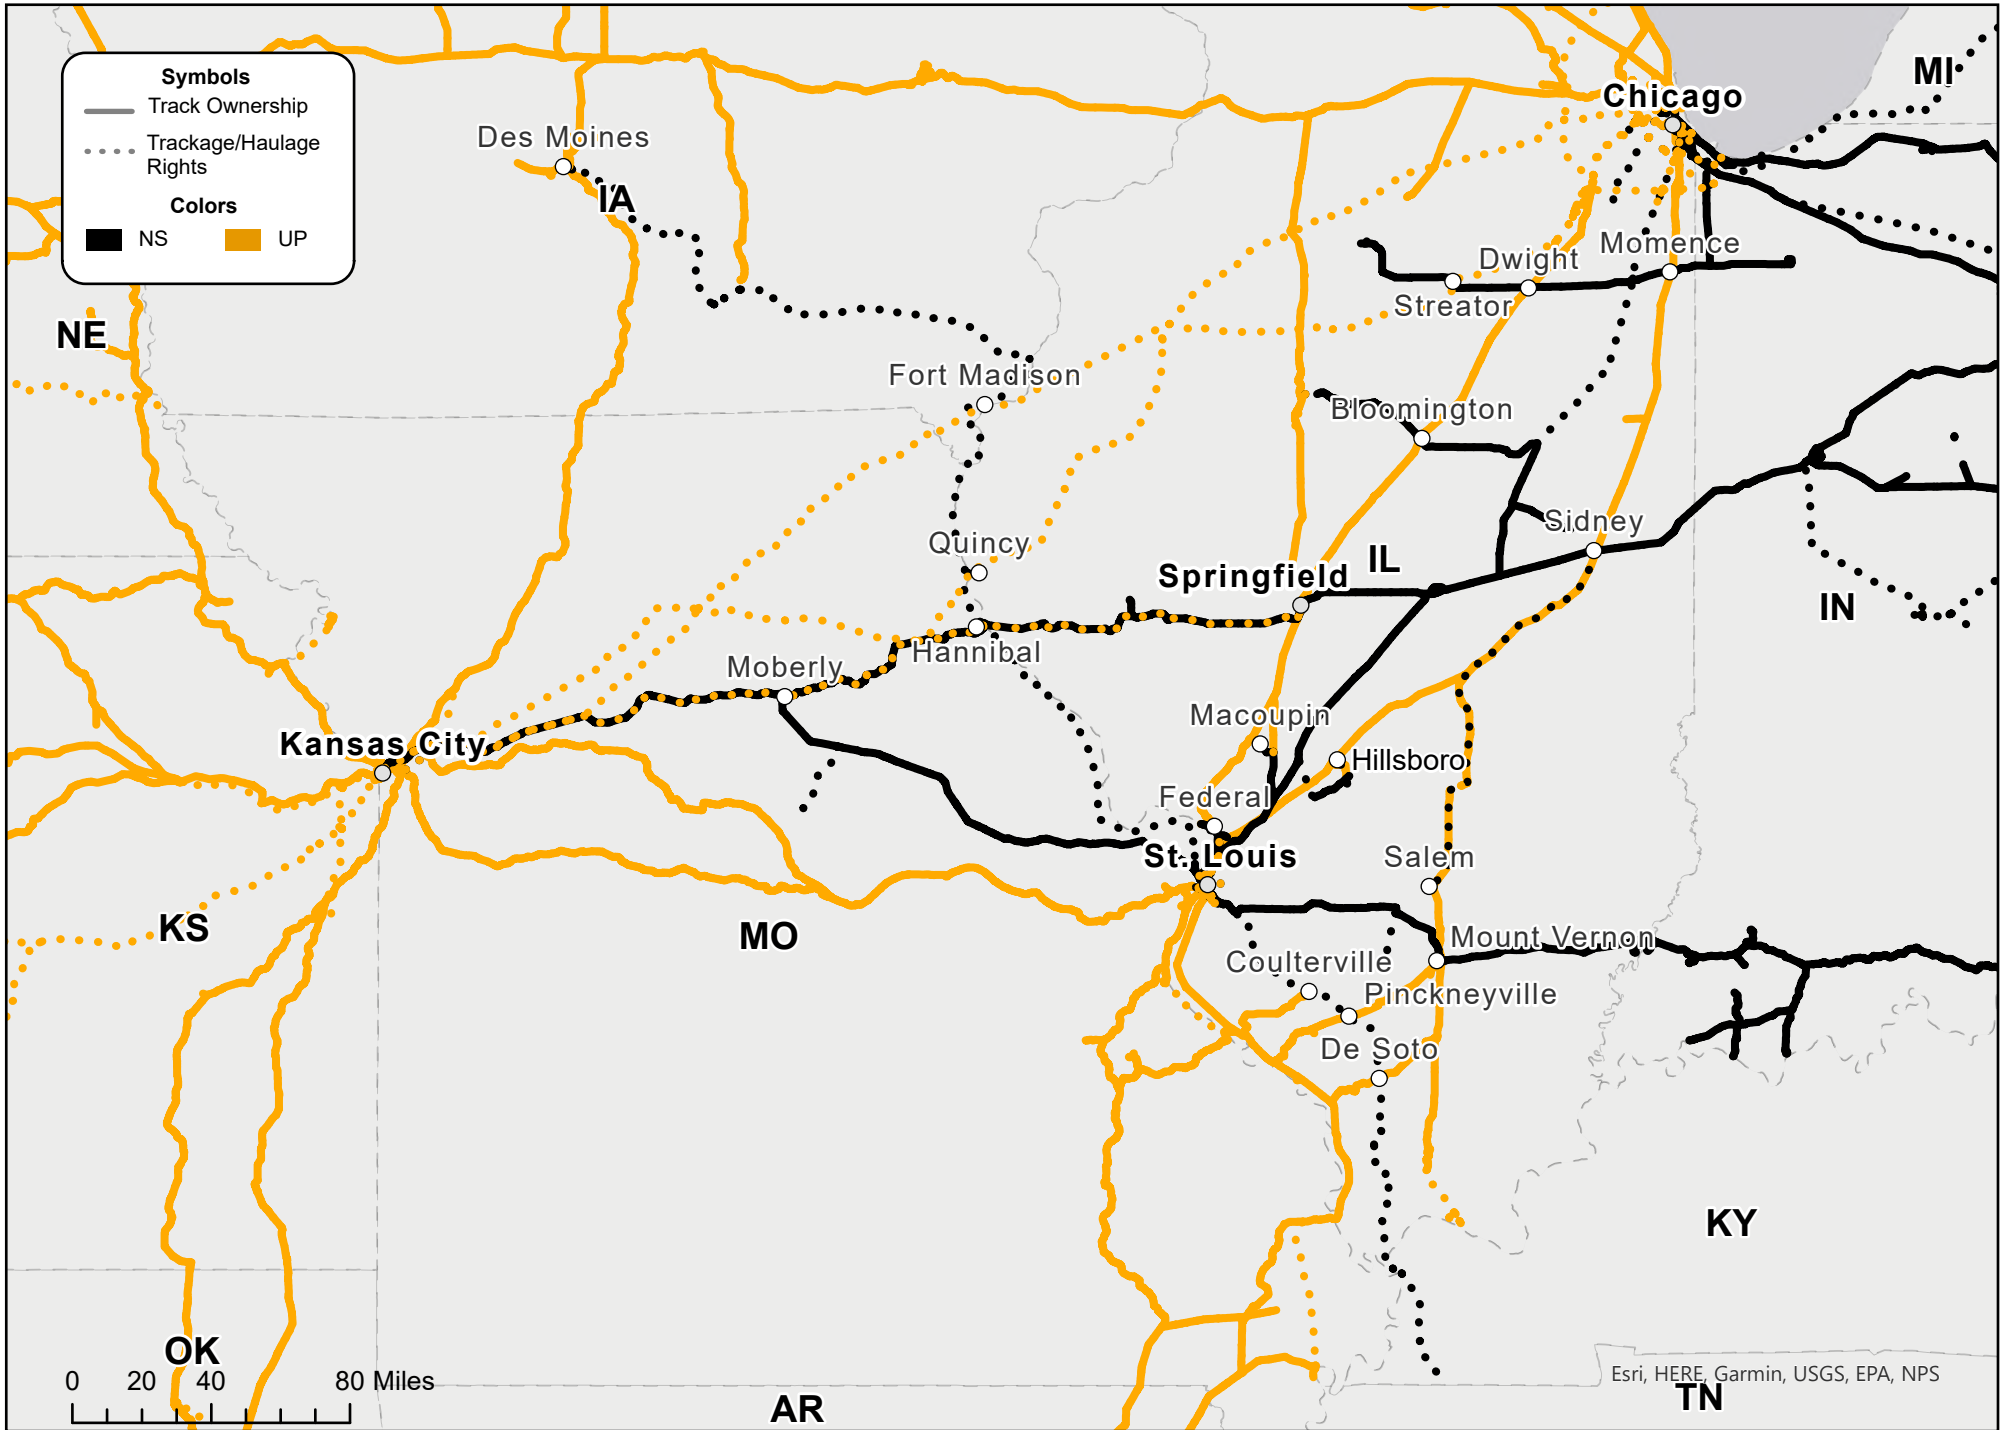 Symbols
Track Ownership
Trackage/Haulage
Rights
Colors
NS
UP
MI
Chicago
Des Moines
IA
Momence
Dwight
Streator
NE
Fort Madison
Bloomington
Sidney
Quincy
IL
Springfield
IN
Hannibal
Moberly
Macoupin
Kansas City
Hillsboro
Federal
St. Louis
Salem
KS
MO
Mount Vernon
Coulterville
Pinckneyville
De Soto
KY
OK
0 20 40 80 Miles
Esri, HERE, Garmin, USGS, EPA, NPS
TN
AR